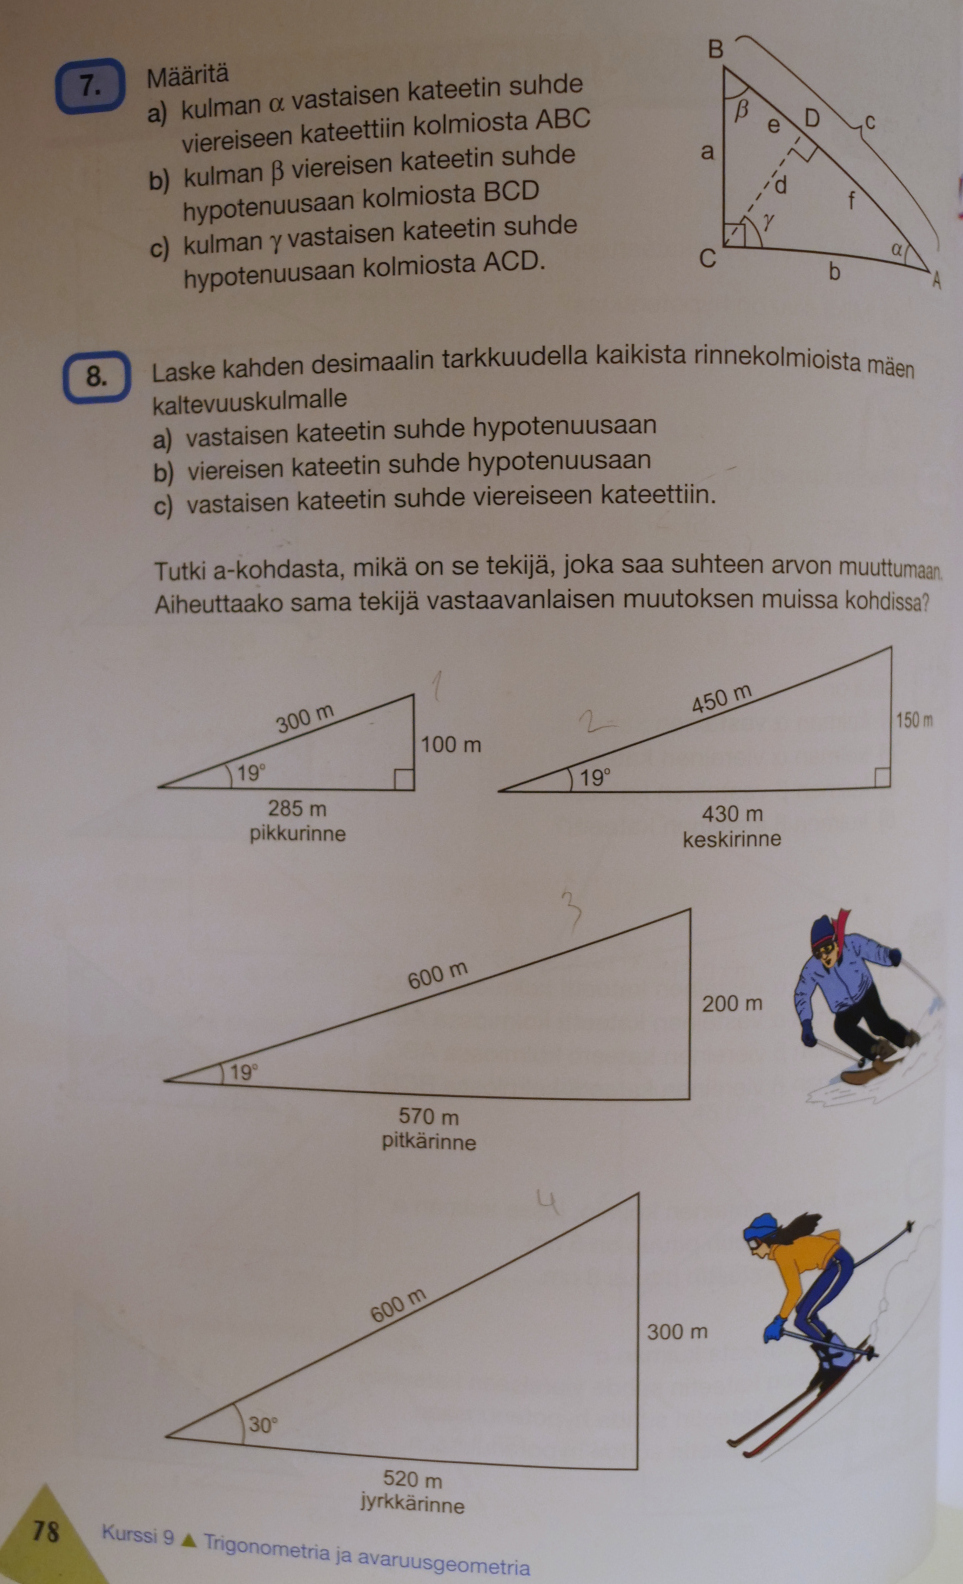 7.
Määritä
a) kulman α vastaisen kateetin suhde
viereiseen kateettiin kolmiosta ABC
b) kulman β viereisen kateetin suhde
hypotenuusaan kolmiosta BCD
c) kulman γ vastaisen kateetin suhde
hypotenuusaan kolmiosta ACD.
B
β
e
D
c
a
d
f
γ
α
C
b
A
8.
Laske kahden desimaalin tarkkuudella kaikista rinnekolmioista mäen
kaltevuuskulmalle
a) vastaisen kateetin suhde hypotenuusaan
b) viereisen kateetin suhde hypotenuusaan
c) vastaisen kateetin suhde viereiseen kateettiin.
Tutki a-kohdasta, mikä on se tekijä, joka saa suhteen arvon muuttumaan.
Aiheuttaako sama tekijä vastaavanlaisen muutoksen muissa kohdissa?
1
300 m
100 m
19°
285 m
pikkurinne
2
450 m
150 m
19°
430 m
keskirinne
3
600 m
200 m
19°
570 m
pitkärinne
4
600 m
300 m
30°
520 m
jyrkkärinne
78
Kurssi 9 ▲ Trigonometria ja avaruusgeometria